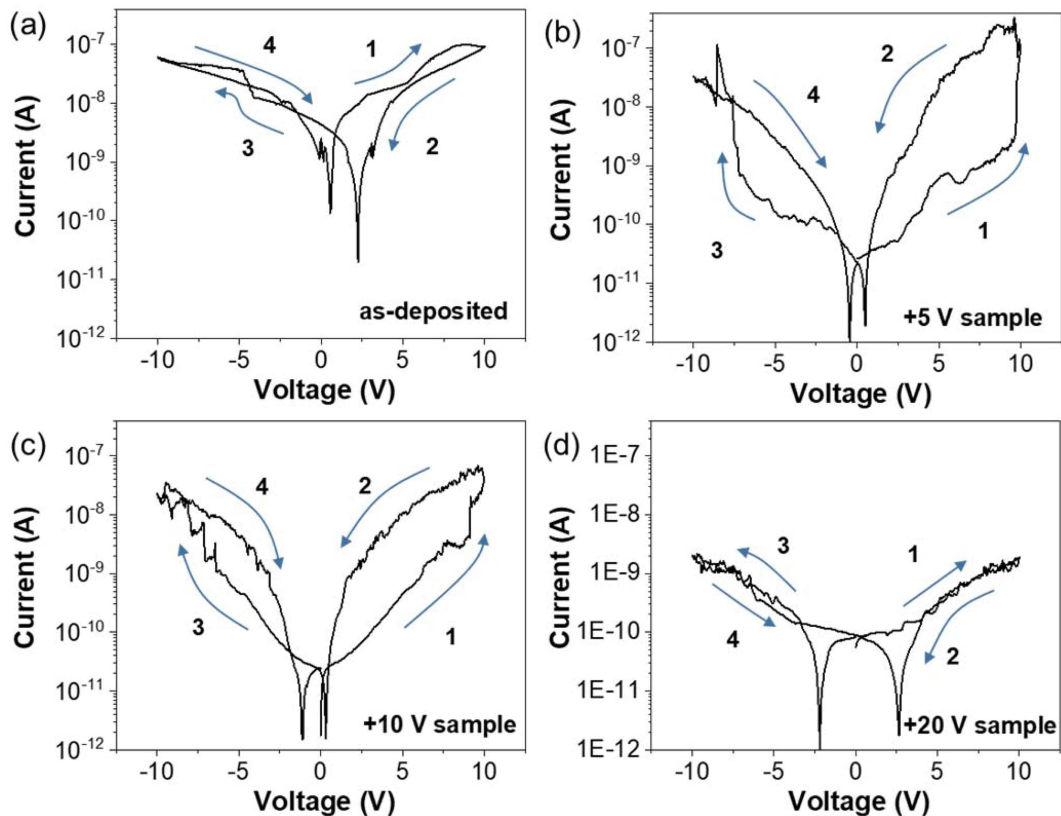 (a)
10⁻⁷
10⁻⁸
10⁻⁹
10⁻¹⁰
10⁻¹¹
10⁻¹²
Current (A)
4
1
3
2
as-deposited
-10 -5 0 5 10
Voltage (V)
(b)
10⁻⁷
10⁻⁸
10⁻⁹
10⁻¹⁰
10⁻¹¹
10⁻¹²
Current (A)
2
4
3
1
+5 V sample
-10 -5 0 5 10
Voltage (V)
(c)
10⁻⁷
10⁻⁸
10⁻⁹
10⁻¹⁰
10⁻¹¹
10⁻¹²
Current (A)
4
2
3
1
+10 V sample
-10 -5 0 5 10
Voltage (V)
(d)
1E-7
1E-8
1E-9
1E-10
1E-11
1E-12
Current (A)
3
1
4
2
+20 V sample
-10 -5 0 5 10
Voltage (V)